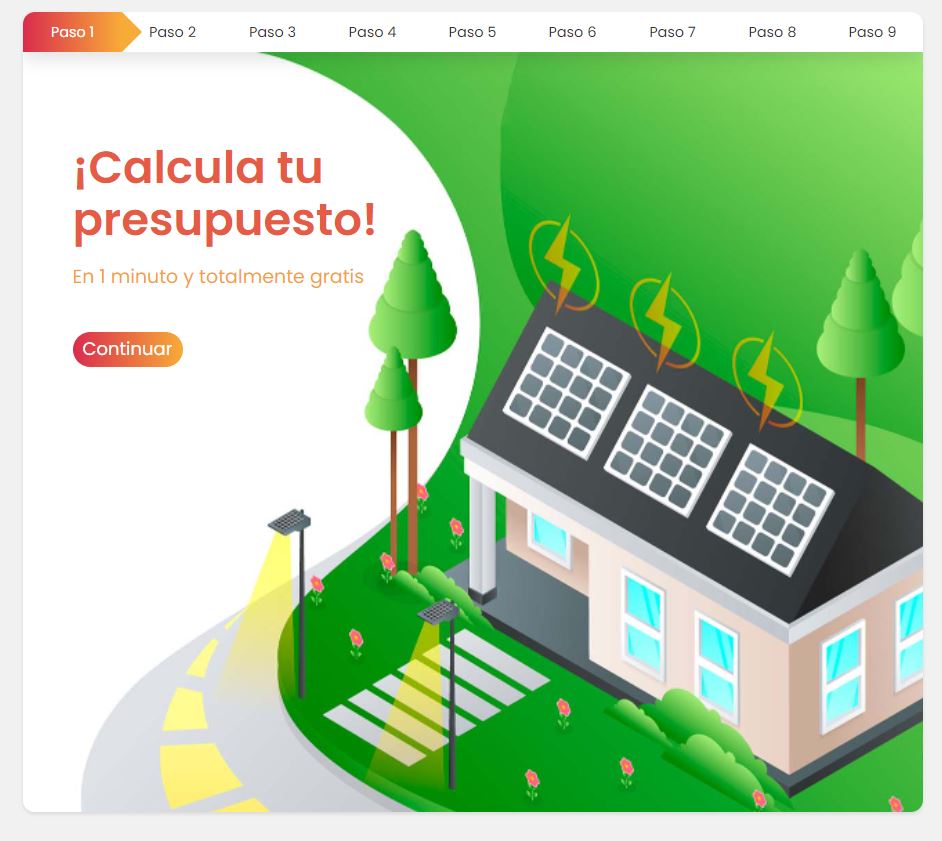 Paso 1 Paso 2 Paso 3 Paso 4 Paso 5 Paso 6 Paso 7 Paso 8 Paso 9
¡Calcula tu
presupuesto!
En 1 minuto y totalmente gratis
Continuar